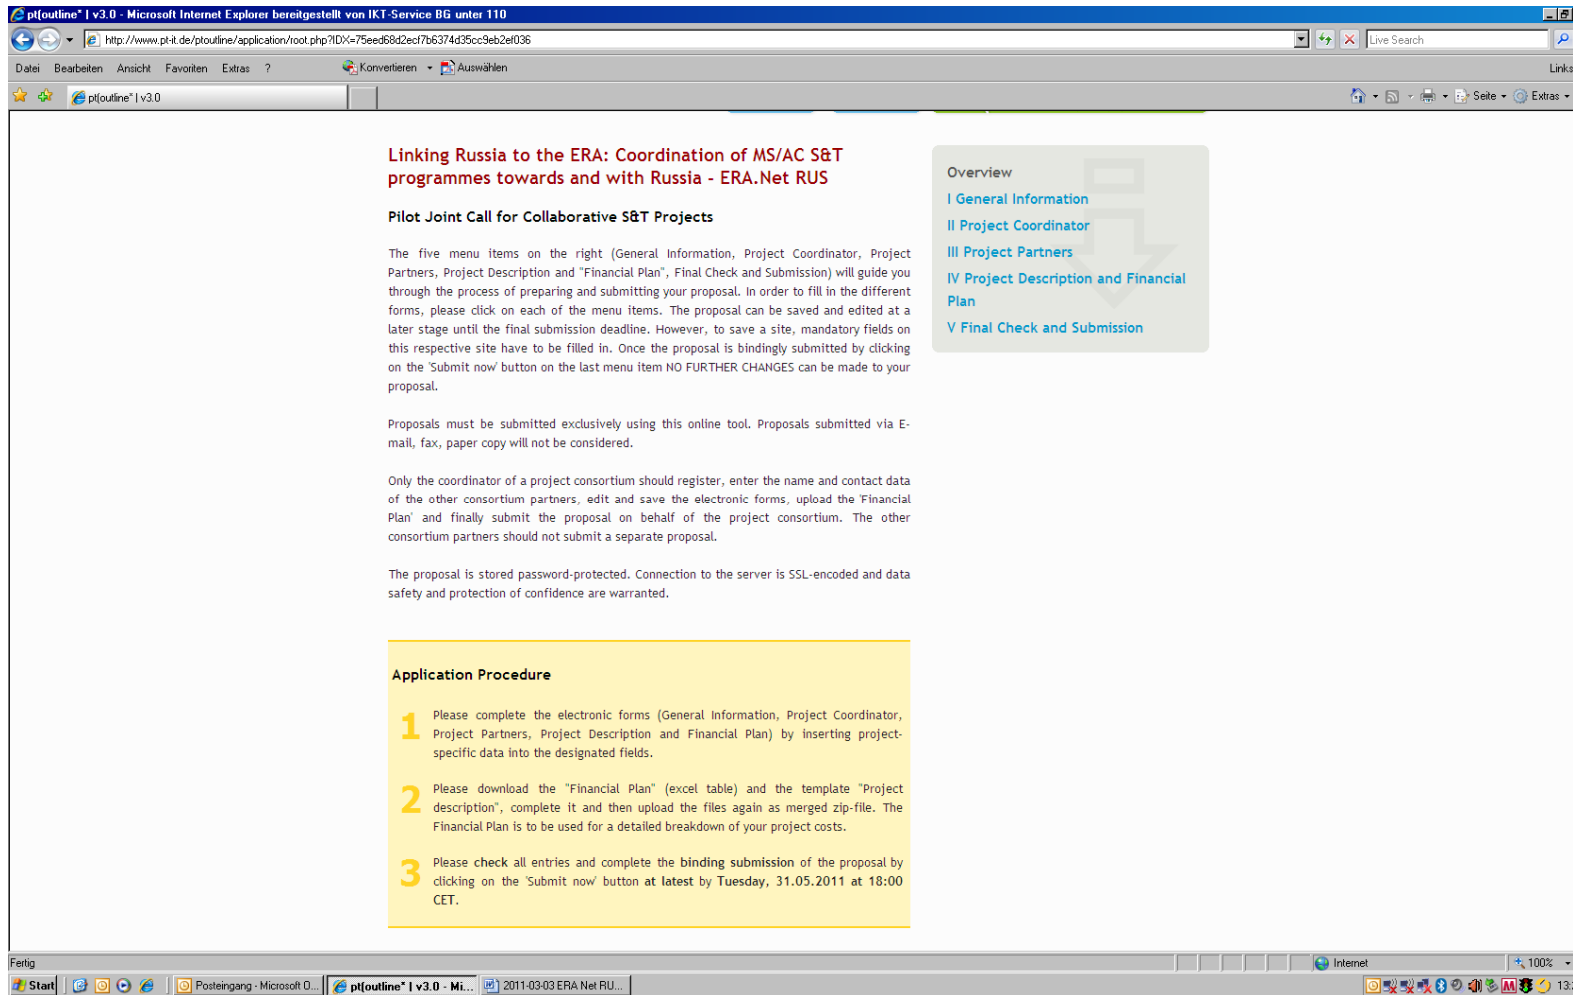 pt(outline* | v3.0 - Microsoft Internet Explorer bereitgestellt von IKT-Service BG unter 110
http://www.pt-it.de/ptoutline/application/root.php?IDX=75eed68d2ecf7b6374d35cc9eb2ef036
Live Search
Datei Bearbeiten Ansicht Favoriten Extras ? Konvertieren Auswählen Links
pt(outline* | v3.0 Seite Extras
Linking Russia to the ERA: Coordination of MS/AC S&T
programmes towards and with Russia - ERA.Net RUS
Pilot Joint Call for Collaborative S&T Projects
The five menu items on the right (General Information, Project Coordinator, Project
Partners, Project Description and "Financial Plan", Final Check and Submission) will guide you
through the process of preparing and submitting your proposal. In order to fill in the different
forms, please click on each of the menu items. The proposal can be saved and edited at a
later stage until the final submission deadline. However, to save a site, mandatory fields on
this respective site have to be filled in. Once the proposal is bindingly submitted by clicking
on the 'Submit now' button on the last menu item NO FURTHER CHANGES can be made to your
proposal.
Proposals must be submitted exclusively using this online tool. Proposals submitted via E-
mail, fax, paper copy will not be considered.
Only the coordinator of a project consortium should register, enter the name and contact data
of the other consortium partners, edit and save the electronic forms, upload the 'Financial
Plan' and finally submit the proposal on behalf of the project consortium. The other
consortium partners should not submit a separate proposal.
The proposal is stored password-protected. Connection to the server is SSL-encoded and data
safety and protection of confidence are warranted.
Application Procedure
1 Please complete the electronic forms (General Information, Project Coordinator,
Project Partners, Project Description and Financial Plan) by inserting project-
specific data into the designated fields.
2 Please download the "Financial Plan" (excel table) and the template "Project
description", complete it and then upload the files again as merged zip-file. The
Financial Plan is to be used for a detailed breakdown of your project costs.
3 Please check all entries and complete the binding submission of the proposal by
clicking on the 'Submit now' button at latest by Tuesday, 31.05.2011 at 18:00
CET.
Overview
I General Information
II Project Coordinator
III Project Partners
IV Project Description and Financial
Plan
V Final Check and Submission
Fertig Internet 100%
Start Posteingang - Microsoft O... pt(outline* | v3.0 - Mi... 2011-03-03 ERA Net RU...